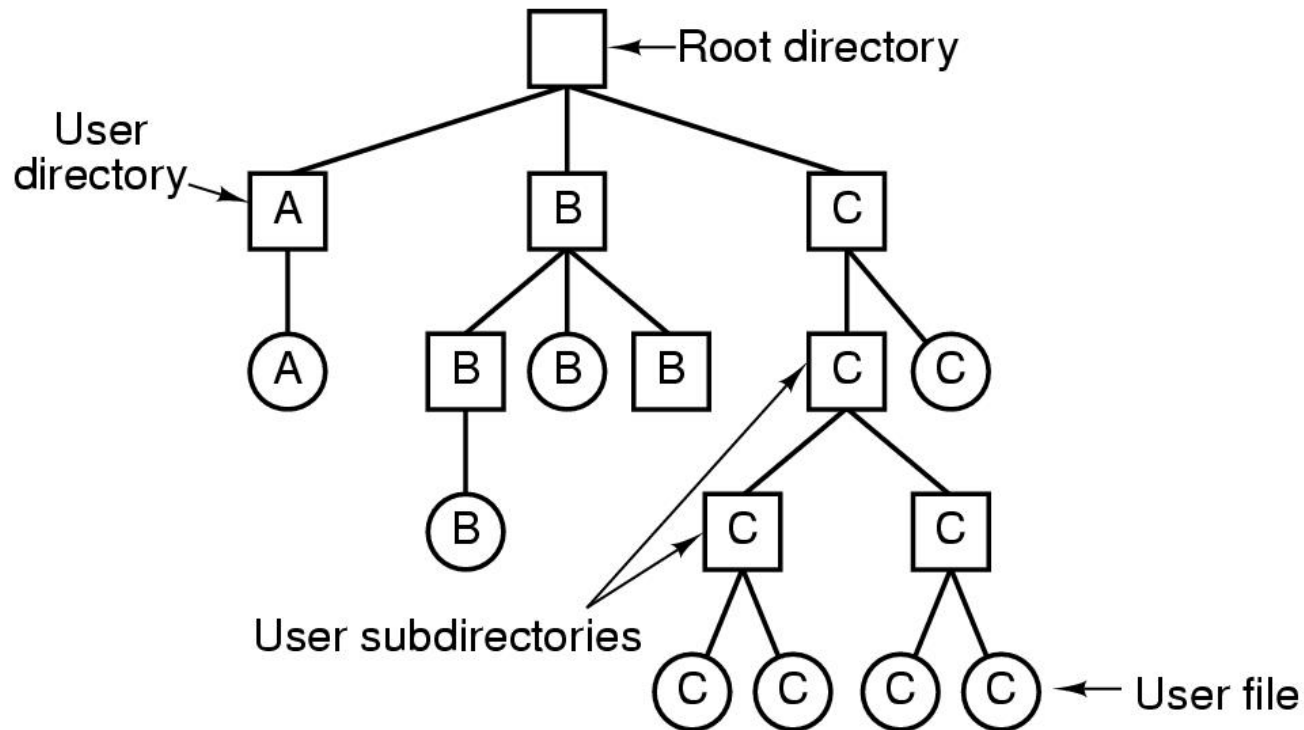 Root directory
User
directory
A
B
C
A
B
B
B
C
C
B
C
C
User subdirectories
C
C
C
C
User file